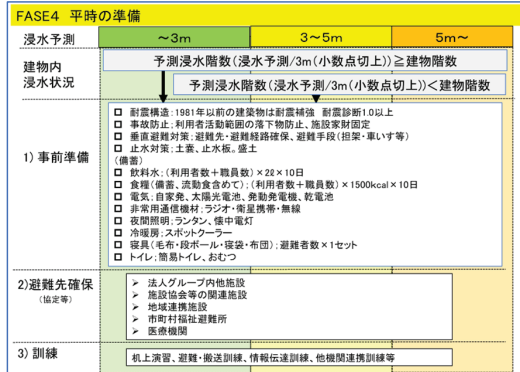 FASE4 平時の準備
浸水予測 ～3m 3～5m 5m～
建物内
浸水状況
予測浸水階数(浸水予測/3m(小数点切上))≧建物階数
予測浸水階数(浸水予測/3m(小数点切上))<建物階数
1)事前準備
□ 耐震構造:1981年以前の建築物は耐震補強 耐震診断1.0以上
□ 事故防止:利用者活動範囲の落下物防止、施設家財固定
□ 垂直避難対策:避難先・避難経路確保、避難手段(担架・車いす等)
□ 止水対策:土嚢、止水板。盛土
(備蓄)
□ 飲料水:(利用者数+職員数)×2ℓ×10日
□ 食糧(備蓄、流動食含めて):(利用者数+職員数)×1500kcal×10日
□ 電気:自家発、太陽光電池、発動発電機、乾電池
□ 非常用通信機材:ラジオ・衛星携帯・無線
□ 夜間照明:ランタン、懐中電灯
□ 冷暖房:スポットクーラー
□ 寝具(毛布・段ボール・寝袋・布団):避難者数×1セット
□ トイレ:簡易トイレ、おむつ
2)避難先確保
(協定等)
➢ 法人グループ内他施設
➢ 施設協会等の関連施設
➢ 地域連携施設
➢ 市町村福祉避難所
➢ 医療機関
3)訓練
机上演習、避難・搬送訓練、情報伝達訓練、他機関連携訓練等